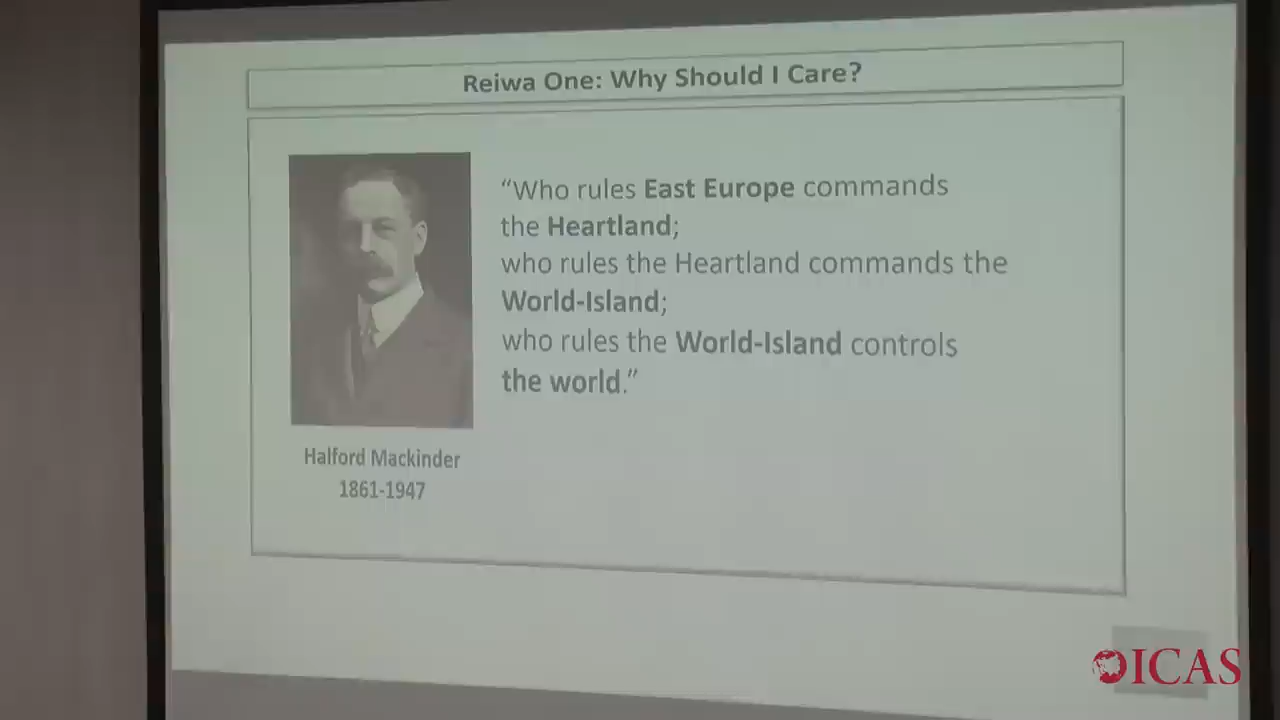 Reiwa One: Why Should I Care?
“Who rules East Europe commands
the Heartland;
who rules the Heartland commands the
World-Island;
who rules the World-Island controls
the world.”
Halford Mackinder
1861-1947
ICAS